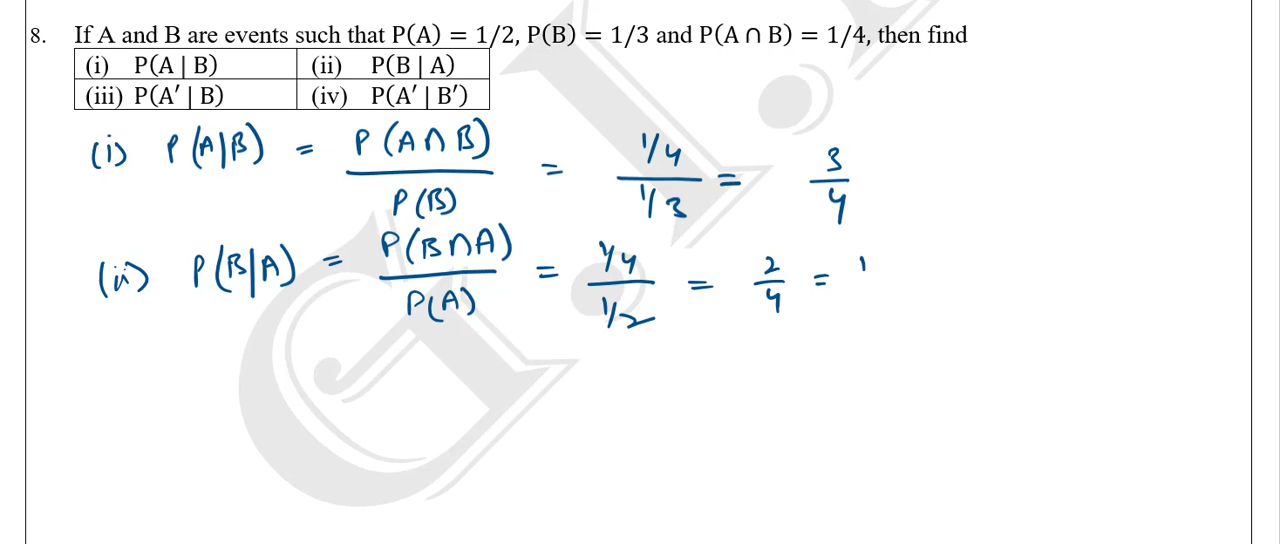 8. If A and B are events such that P(A) = 1/2, P(B) = 1/3 and P(A ∩ B) = 1/4, then find
(i) P(A | B) (ii) P(B | A)
(iii) P(A′ | B) (iv) P(A′ | B′)
(i) P(A|B) = P(A∩B)/P(B) = (1/4)/(1/3) = 3/4
(ii) P(B|A) = P(B∩A)/P(A) = (1/4)/(1/2) = 2/4 = 1